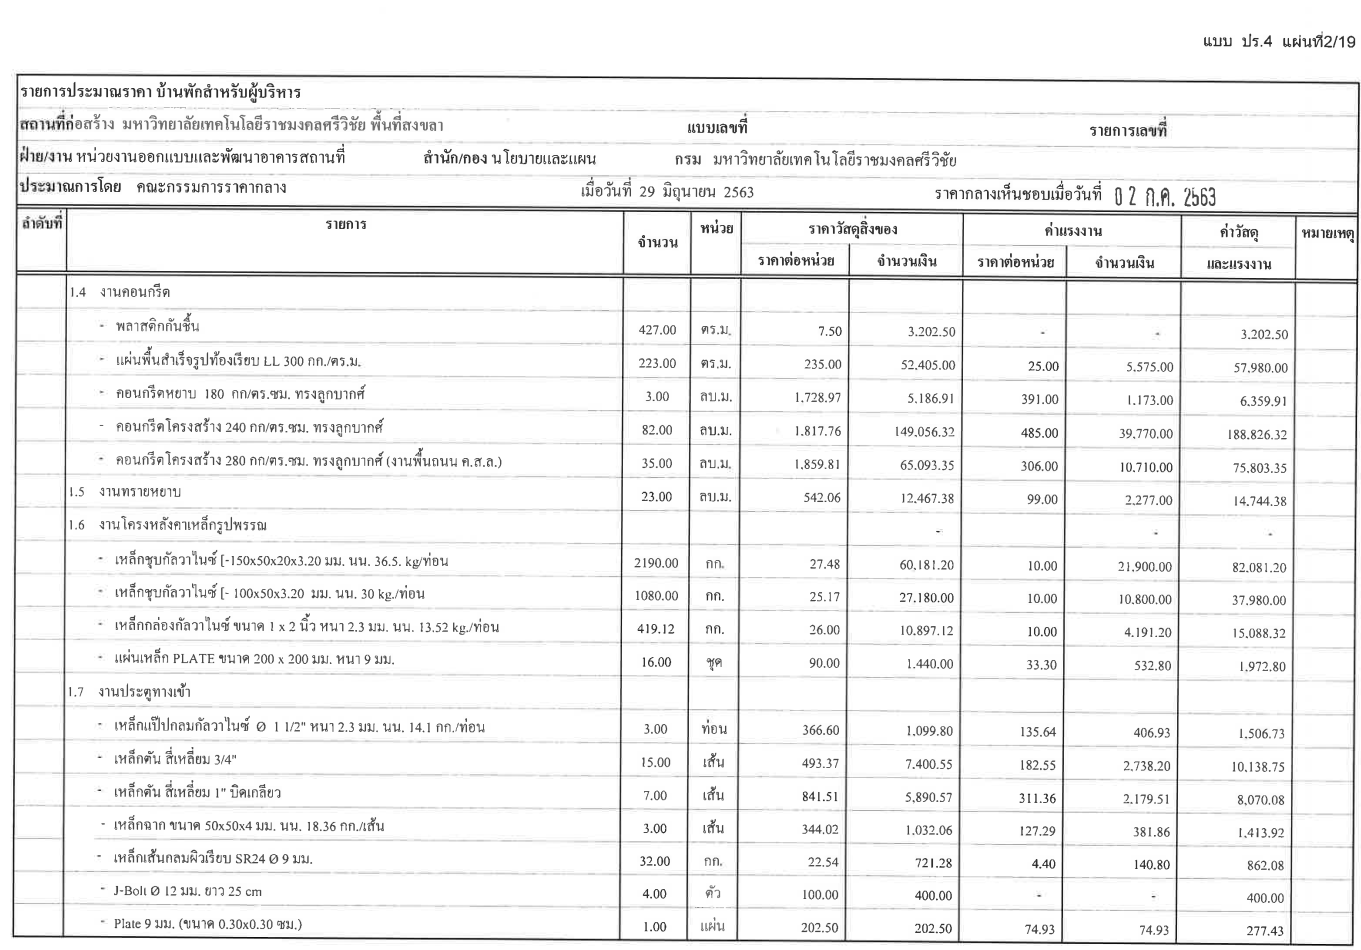 แบบ ปร.4 แผ่นที่2/19
รายการประมาณราคา บ้านพักสำหรับผู้บริหาร
สถานที่ก่อสร้าง มหาวิทยาลัยเทคโนโลยีราชมงคลศรีวิชัย พื้นที่สงขลา แบบเลขที่ รายการเลขที่
ฝ่าย/งาน หน่วยงานออกแบบและพัฒนาอาคารสถานที่ สำนัก/กอง นโยบายและแผน กรม มหาวิทยาลัยเทคโนโลยีราชมงคลศรีวิชัย
ประมาณการโดย คณะกรรมการราคากลาง เมื่อวันที่ 29 มิถุนายน 2563 ราคากลางเห็นชอบเมื่อวันที่ 0 2 ก.ค. 2563
ลำดับที่ รายการ จำนวน หน่วย ราคาวัสดุสิ่งของ ค่าแรงงาน ค่าวัสดุ หมายเหตุ
ราคาต่อหน่วย จำนวนเงิน ราคาต่อหน่วย จำนวนเงิน และแรงงาน
1.4 งานคอนกรีต
- พลาสติกกันชื้น 427.00 ตร.ม. 7.50 3,202.50 - - 3,202.50
- แผ่นพื้นสำเร็จรูปท้องเรียบ LL 300 กก./ตร.ม. 223.00 ตร.ม. 235.00 52,405.00 25.00 5,575.00 57,980.00
- คอนกรีตหยาบ 180 กก/ตร.ซม. ทรงลูกบากศ์ 3.00 ลบ.ม. 1,728.97 5,186.91 391.00 1,173.00 6,359.91
- คอนกรีตโครงสร้าง 240 กก/ตร.ซม. ทรงลูกบากศ์ 82.00 ลบ.ม. 1,817.76 149,056.32 485.00 39,770.00 188,826.32
- คอนกรีตโครงสร้าง 280 กก/ตร.ซม. ทรงลูกบากศ์ (งานพื้นถนน ค.ส.ล.) 35.00 ลบ.ม. 1,859.81 65,093.35 306.00 10,710.00 75,803.35
1.5 งานทรายหยาบ 23.00 ลบ.ม. 542.06 12,467.38 99.00 2,277.00 14,744.38
1.6 งานโครงหลังคาเหล็กรูปพรรณ - - -
- เหล็กชุบกัลวาไนซ์ [-150x50x20x3.20 มม. นน. 36.5. kg/ท่อน 2190.00 กก. 27.48 60,181.20 10.00 21,900.00 82,081.20
- เหล็กชุบกัลวาไนซ์ [- 100x50x3.20 มม. นน. 30 kg./ท่อน 1080.00 กก. 25.17 27,180.00 10.00 10,800.00 37,980.00
- เหล็กกล่องกัลวาไนซ์ ขนาด 1 x 2 นิ้ว หนา 2.3 มม. นน. 13.52 kg./ท่อน 419.12 กก. 26.00 10,897.12 10.00 4,191.20 15,088.32
- แผ่นเหล็ก PLATE ขนาด 200 x 200 มม. หนา 9 มม. 16.00 ชุด 90.00 1,440.00 33.30 532.80 1,972.80
1.7 งานประตูทางเข้า
- เหล็กแป๊ปกลมกัลวาไนซ์ Ø 1 1/2" หนา 2.3 มม. นน. 14.1 กก./ท่อน 3.00 ท่อน 366.60 1,099.80 135.64 406.93 1,506.73
- เหล็กตัน สี่เหลี่ยม 3/4" 15.00 เส้น 493.37 7,400.55 182.55 2,738.20 10,138.75
- เหล็กตัน สี่เหลี่ยม 1" บิดเกลียว 7.00 เส้น 841.51 5,890.57 311.36 2,179.51 8,070.08
- เหล็กฉาก ขนาด 50x50x4 มม. นน. 18.36 กก./เส้น 3.00 เส้น 344.02 1,032.06 127.29 381.86 1,413.92
- เหล็กเส้นกลมผิวเรียบ SR24 Ø 9 มม. 32.00 กก. 22.54 721.28 4.40 140.80 862.08
- J-Bolt Ø 12 มม. ยาว 25 cm 4.00 ตัว 100.00 400.00 - - 400.00
- Plate 9 มม. (ขนาด 0.30x0.30 ซม.) 1.00 แผ่น 202.50 202.50 74.93 74.93 277.43